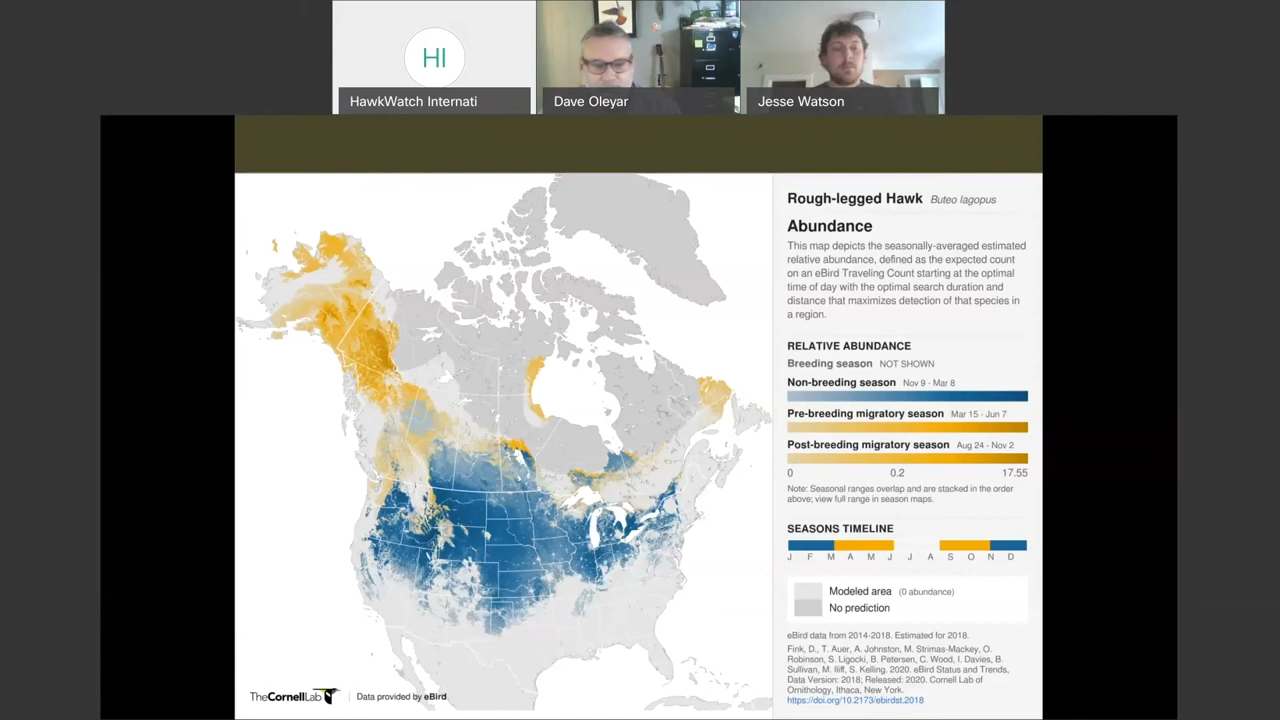 HI
HawkWatch Internati
Dave Oleyar
Jesse Watson
Rough-legged Hawk Buteo lagopus
Abundance
This map depicts the seasonally-averaged estimated
relative abundance, defined as the expected count
on an eBird Traveling Count starting at the optimal
time of day with the optimal search duration and
distance that maximizes detection of that species in
a region.
RELATIVE ABUNDANCE
Breeding season NOT SHOWN
Non-breeding season Nov 9 - Mar 8
Pre-breeding migratory season Mar 15 - Jun 7
Post-breeding migratory season Aug 24 - Nov 2
0 0.2 17.55
Note: Seasonal ranges overlap and are stacked in the order
above; view full range in season maps.
SEASONS TIMELINE
J F M A M J J A S O N D
Modeled area (0 abundance)
No prediction
eBird data from 2014-2018. Estimated for 2018.
Fink, D., T. Auer, A. Johnston, M. Strimas-Mackey, O.
Robinson, S. Ligocki, B. Petersen, C. Wood, I. Davies, B.
Sullivan, M. Iliff, S. Kelling. 2020. eBird Status and Trends,
Data Version: 2018; Released: 2020. Cornell Lab of
Ornithology, Ithaca, New York.
https://doi.org/10.2173/ebirdst.2018
TheCornellLab | Data provided by eBird